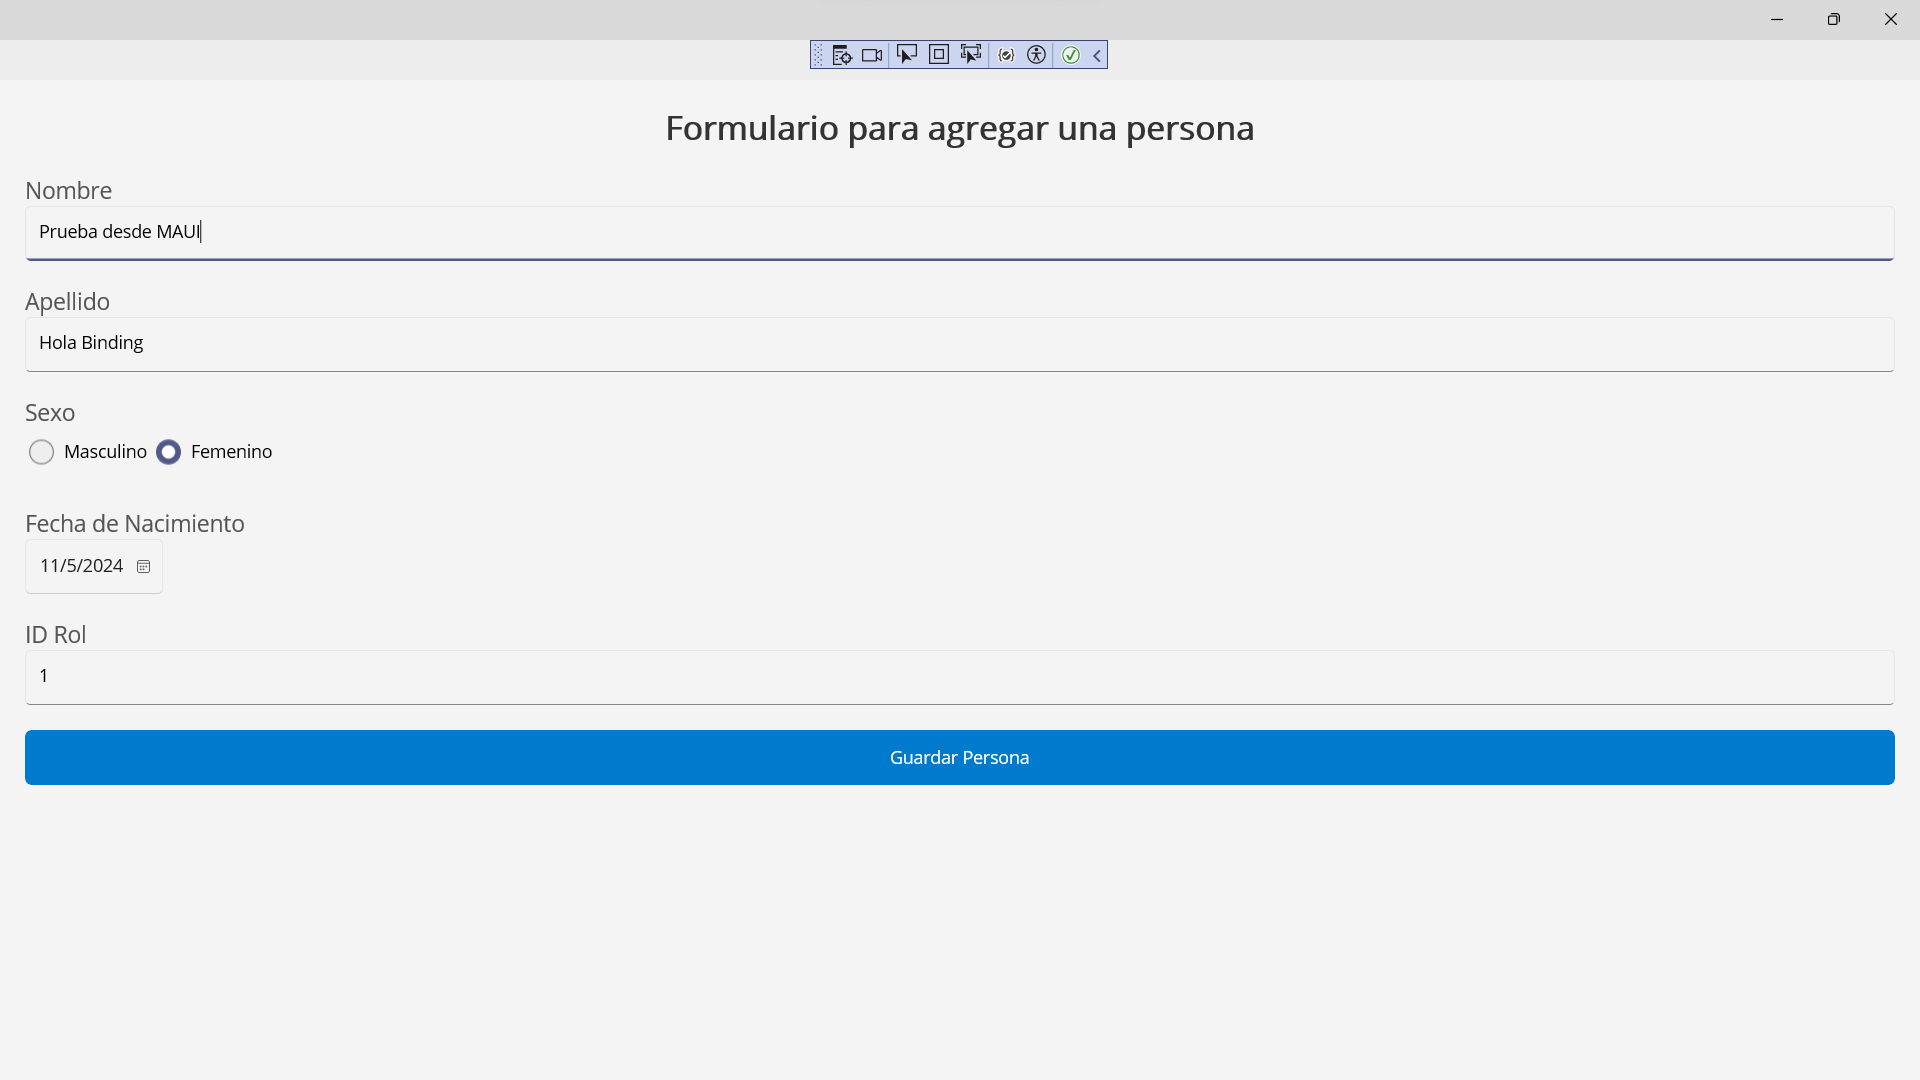 Formulario para agregar una persona
Nombre
Prueba desde MAUI
Apellido
Hola Binding
Sexo
Masculino Femenino
Fecha de Nacimiento
11/5/2024
ID Rol
1
Guardar Persona